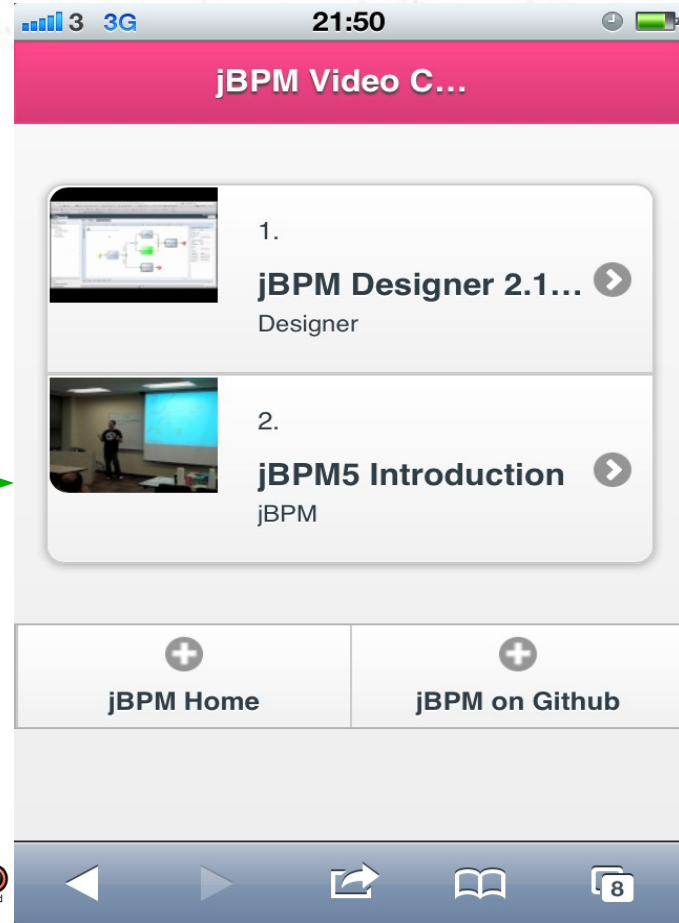 3 3G 21:50
jBPM Video C...
1.
jBPM Designer 2.1...
Designer
2.
jBPM5 Introduction
jBPM
jBPM Home
jBPM on Github
8